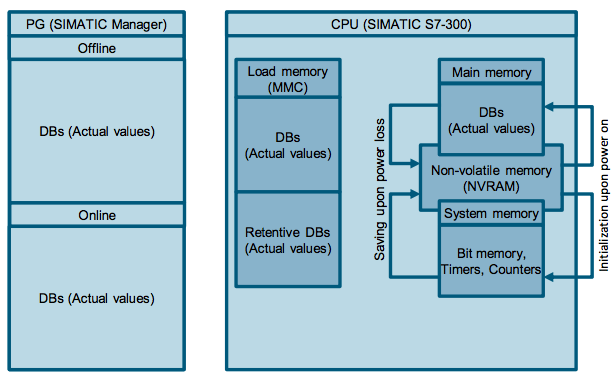 PG (SIMATIC Manager)
Offline
DBs (Actual values)
Online
DBs (Actual values)
CPU (SIMATIC S7-300)
Load memory
(MMC)
DBs
(Actual values)
Retentive DBs
(Actual values)
Saving upon power loss
Main memory
DBs
(Actual values)
Non-volatile memory
(NVRAM)
System memory
Bit memory,
Timers, Counters
Initialization upon power on